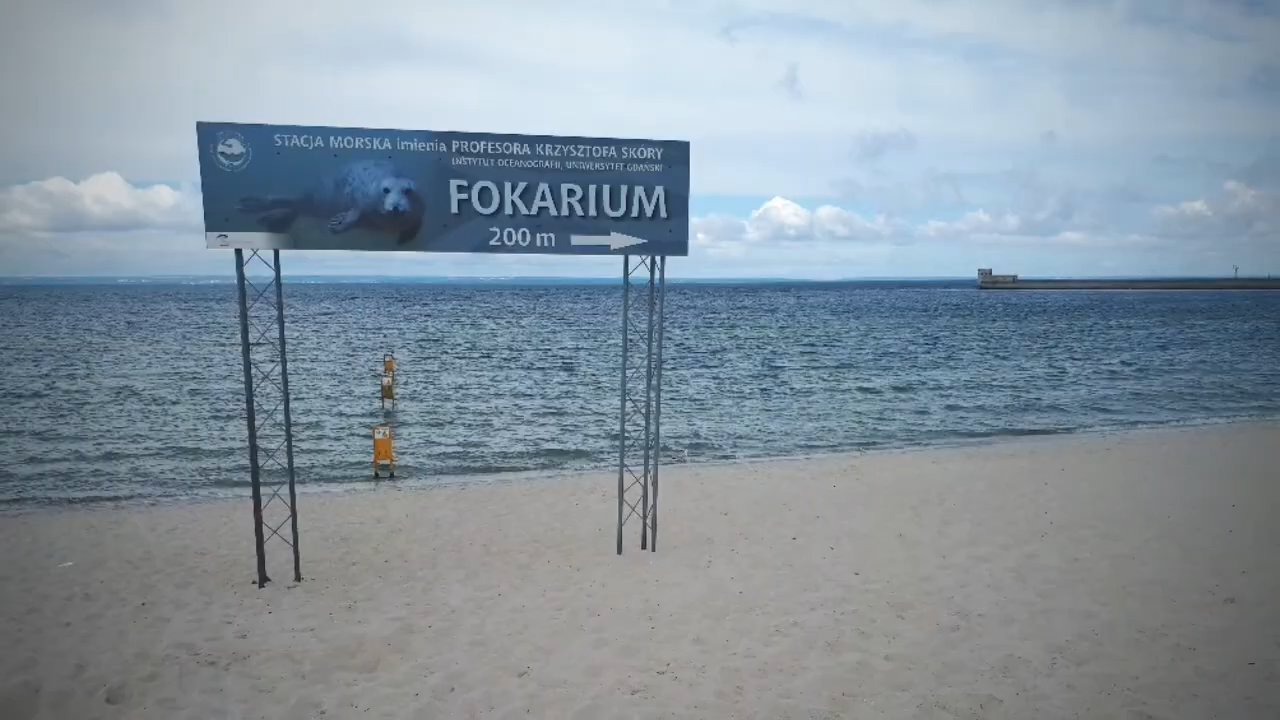 STACJA MORSKA imienia PROFESORA KRZYSZTOFA SKÓRY
INSTYTUT OCEANOGRAFII, UNIWERSYTET GDAŃSKI
FOKARIUM
200 m